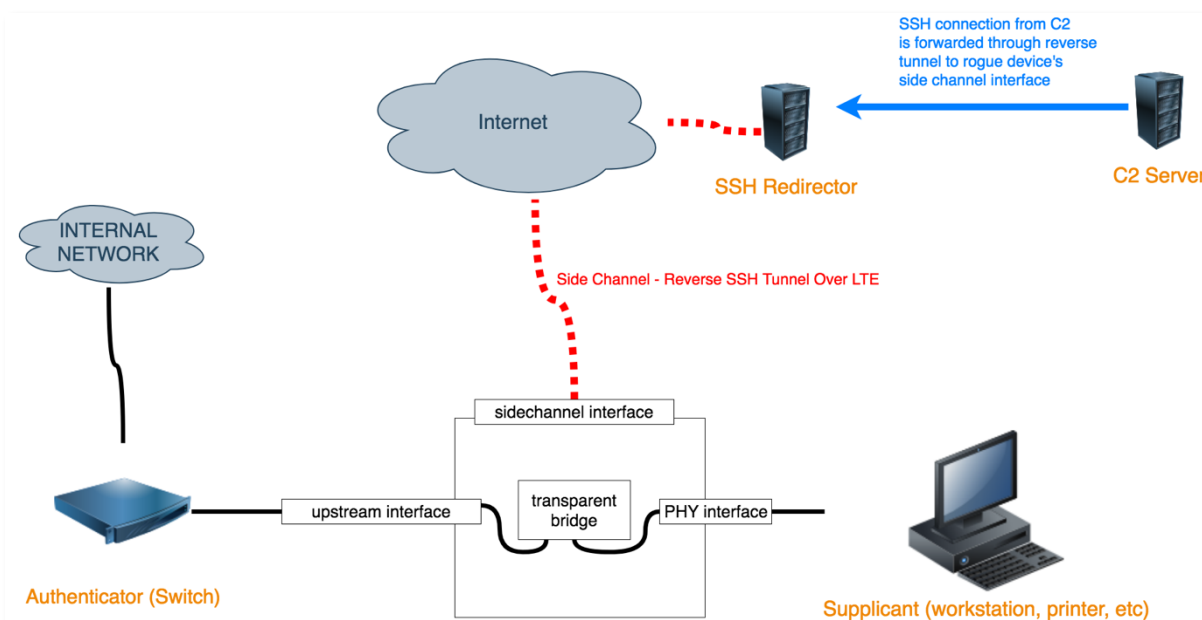 SSH connection from C2
is forwarded through reverse
tunnel to rogue device's
side channel interface
Internet
SSH Redirector
C2 Server
INTERNAL
NETWORK
Side Channel - Reverse SSH Tunnel Over LTE
sidechannel interface
upstream interface
transparent
bridge
PHY interface
Authenticator (Switch)
Supplicant (workstation, printer, etc)